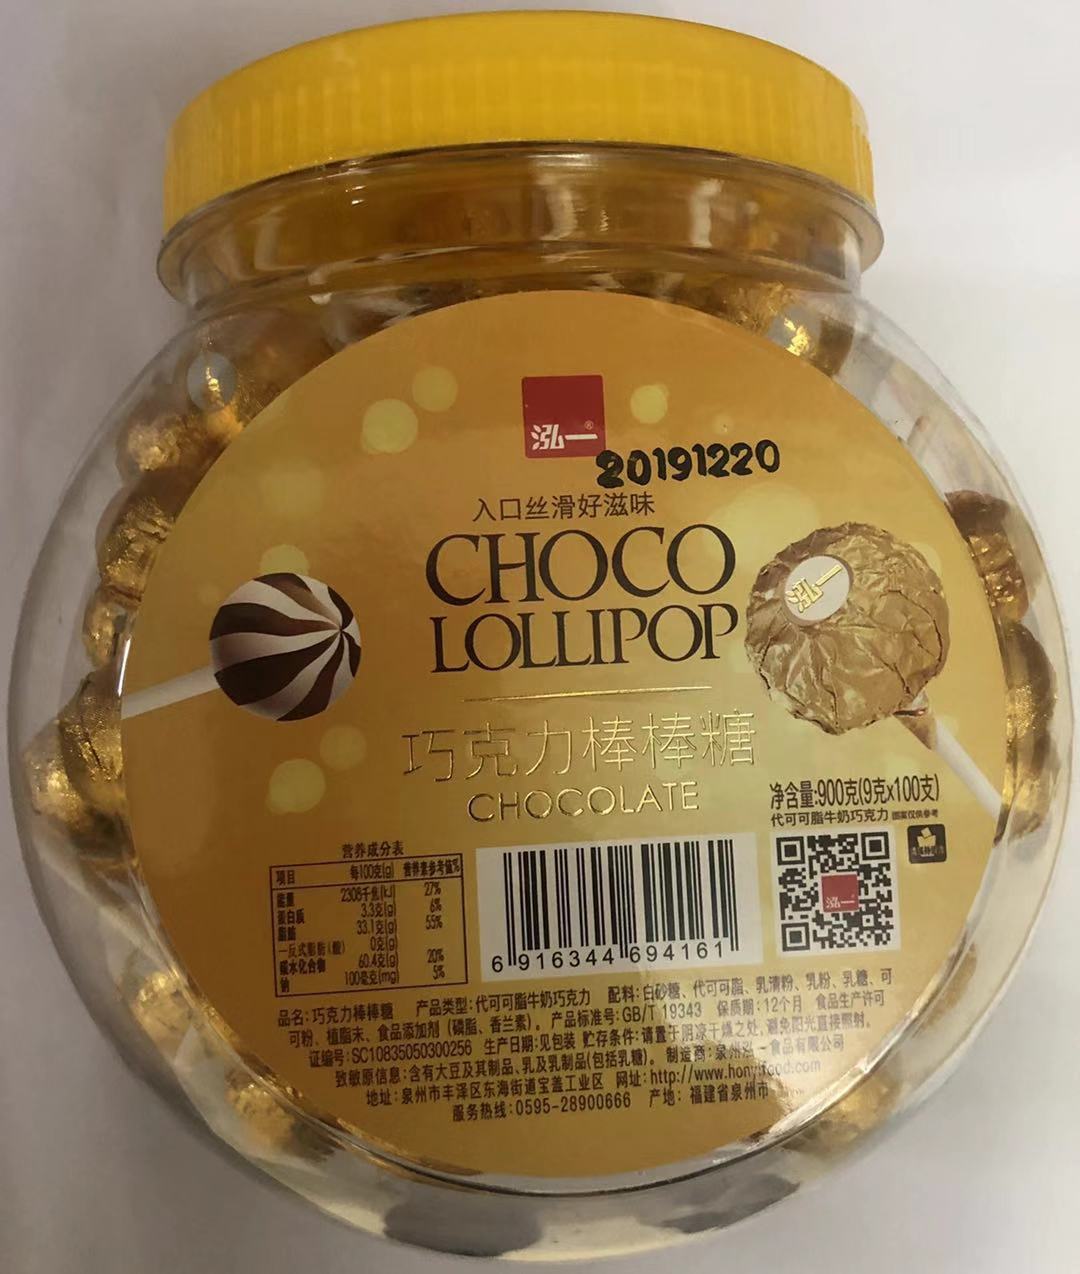 泓一®
20191220
入口丝滑好滋味
CHOCO
LOLLIPOP
泓一
巧克力棒棒糖
CHOCOLATE
净含量:900克(9克x100支)
代可可脂牛奶巧克力 图案仅供参考
营养成分表
项目 每100克(g) 营养素参考值%
能量 2308千焦(kJ) 27%
蛋白质 3.3克(g) 6%
脂肪 33.1克(g) 55%
—反式脂肪(酸) 0克(g)
碳水化合物 60.4克(g) 20%
钠 100毫克(mg) 5%
6 916344 694161
泓一
品名:巧克力棒棒糖 产品类型:代可可脂牛奶巧克力 配料:白砂糖、代可可脂、乳清粉、乳粉、乳糖、可
可粉、植脂末、食品添加剂(磷脂、香兰素)。产品标准号:GB/T 19343 保质期:12个月 食品生产许可
证编号:SC10835050300256 生产日期:见包装 贮存条件:请置于阴凉干燥之处,避免阳光直接照射。
致敏原信息:含有大豆及其制品、乳及乳制品(包括乳糖)。 制造商:泉州泓一食品有限公司
地址:泉州市丰泽区东海街道宝盖工业区 网址:http://www.hongyifood.com
服务热线:0595-28900666 产地:福建省泉州市